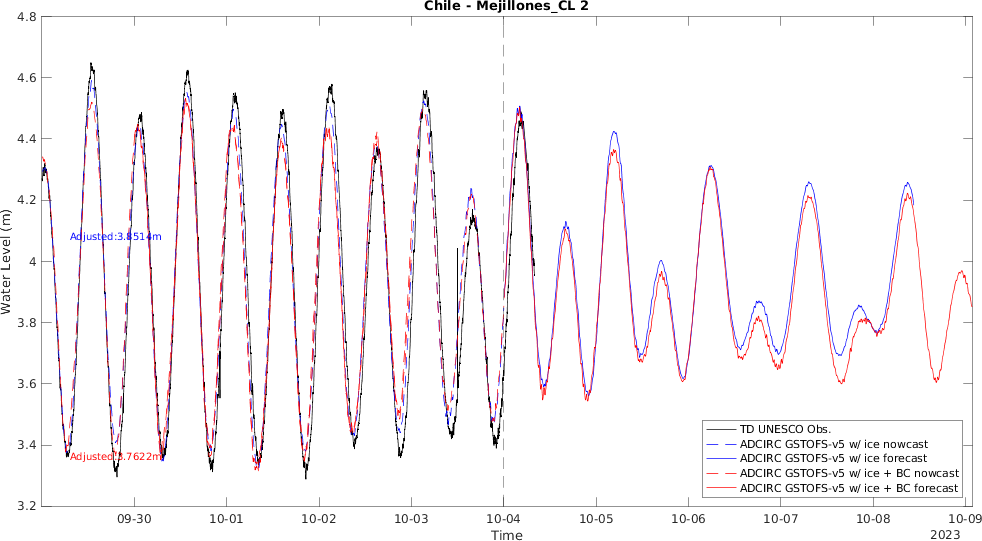 Chile - Mejillones_CL 2
4.8
4.6
4.4
4.2
4
3.8
3.6
3.4
3.2
Water Level (m)
Adjusted:3.8514m
Adjusted:3.7622m
TD UNESCO Obs.
ADCIRC GSTOFS-v5 w/ ice nowcast
ADCIRC GSTOFS-v5 w/ ice forecast
ADCIRC GSTOFS-v5 w/ ice + BC nowcast
ADCIRC GSTOFS-v5 w/ ice + BC forecast
09-30 10-01 10-02 10-03 10-04 10-05 10-06 10-07 10-08 10-09
Time
2023